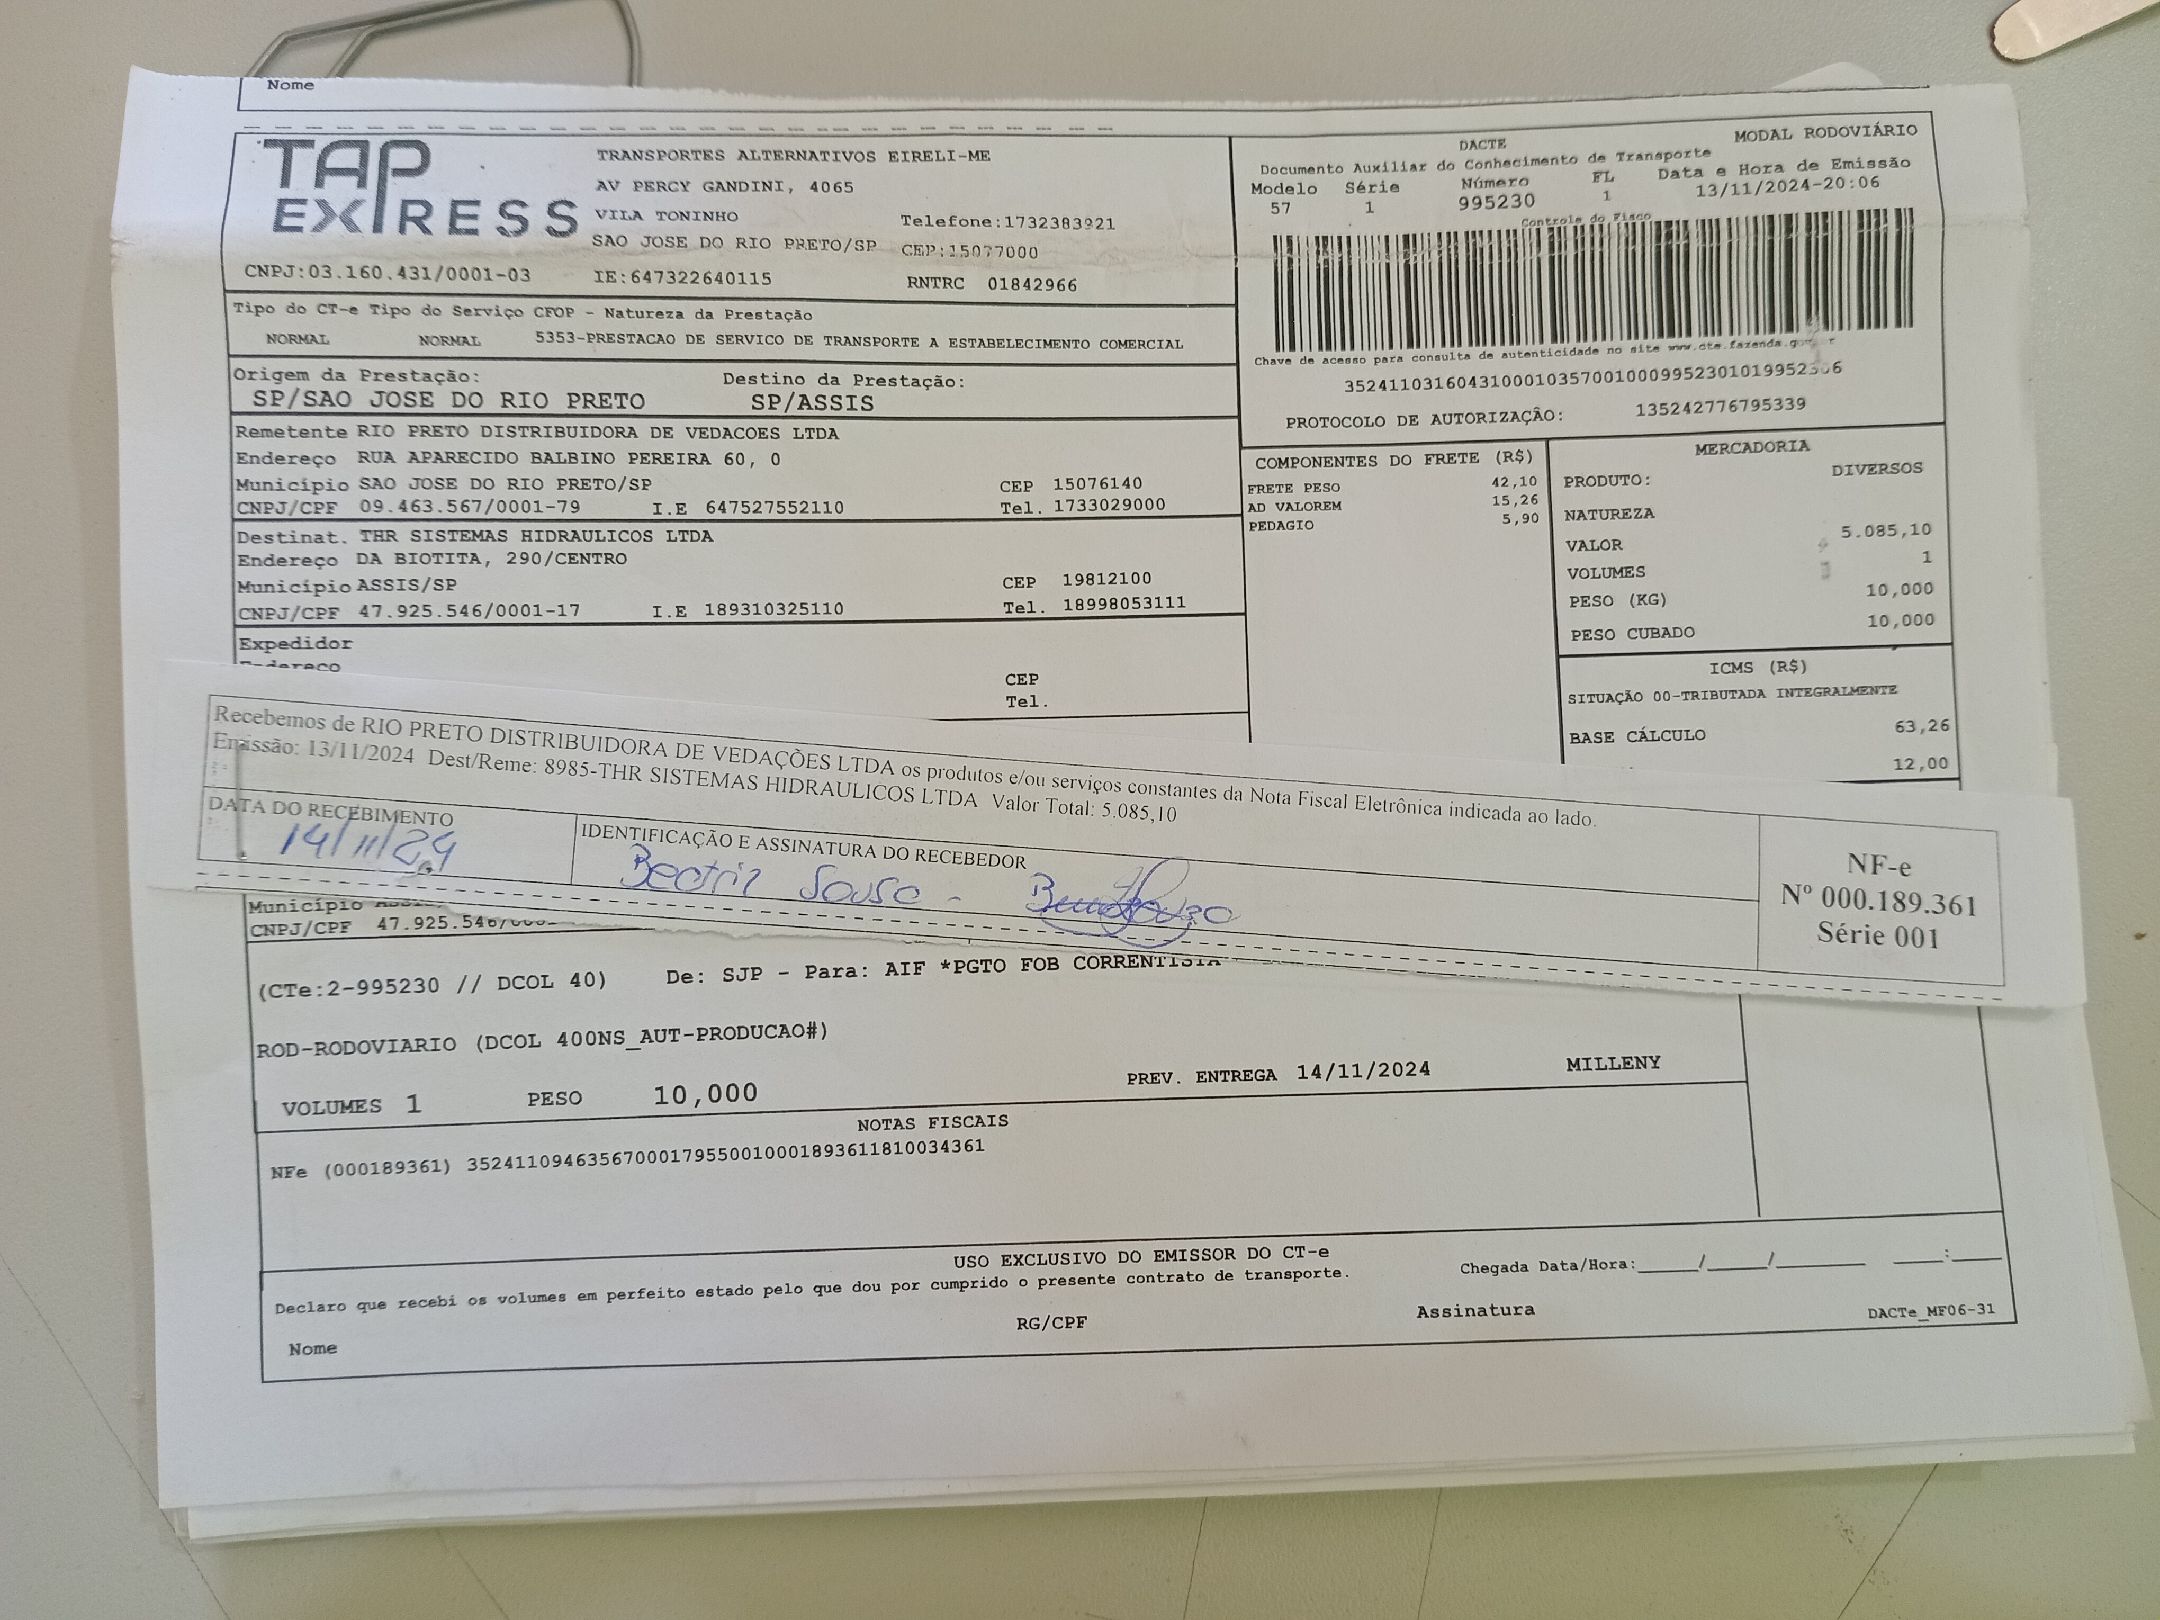 Nome
TAP EXPRESS
TRANSPORTES ALTERNATIVOS EIRELI-ME
AV PERCY GANDINI, 4065
VILA TONINHO Telefone:1732383921
SAO JOSE DO RIO PRETO/SP CEP:15077000
CNPJ:03.160.431/0001-03 IE:647322640115 RNTRC 01842966
DACTE MODAL RODOVIÁRIO
Documento Auxiliar do Conhecimento de Transporte
Modelo Série Número FL Data e Hora de Emissão
57 1 995230 1 13/11/2024-20:06
Controle do Fisco
Chave de acesso para consulta de autenticidade no site www.cte.fazenda.gov.
PROTOCOLO DE AUTORIZAÇÃO: 135242776795339
Tipo do CT-e Tipo do Serviço CFOP - Natureza da Prestação
NORMAL NORMAL 5353-PRESTACAO DE SERVICO DE TRANSPORTE A ESTABELECIMENTO COMERCIAL
Origem da Prestação: Destino da Prestação:
SP/SAO JOSE DO RIO PRETO SP/ASSIS
Remetente RIO PRETO DISTRIBUIDORA DE VEDACOES LTDA
Endereço RUA APARECIDO BALBINO PEREIRA 60, 0
Município SAO JOSE DO RIO PRETO/SP CEP 15076140
CNPJ/CPF 09.463.567/0001-79 I.E 647527552110 Tel. 1733029000
Destinat. THR SISTEMAS HIDRAULICOS LTDA
Endereço DA BIOTITA, 290/CENTRO
Município ASSIS/SP CEP 19812100
CNPJ/CPF 47.925.546/0001-17 I.E 189310325110 Tel. 18998053111
Expedidor
Endereço CEP
Tel.
COMPONENTES DO FRETE (R$)
FRETE PESO 42,10
AD VALOREM 15,26
PEDAGIO 5,90
MERCADORIA
PRODUTO: DIVERSOS
NATUREZA
VALOR 5.085,10
VOLUMES 1
PESO (KG) 10,000
PESO CUBADO 10,000
ICMS (R$)
SITUAÇÃO 00-TRIBUTADA INTEGRALMENTE
BASE CÁLCULO 63,26
12,00
Recebemos de RIO PRETO DISTRIBUIDORA DE VEDAÇÕES LTDA os produtos e/ou serviços constantes da Nota Fiscal Eletrônica indicada ao lado.
Emissão: 13/11/2024 Dest/Reme: 8985-THR SISTEMAS HIDRAULICOS LTDA Valor Total: 5.085,10
DATA DO RECEBIMENTO IDENTIFICAÇÃO E ASSINATURA DO RECEBEDOR
14/11/24 Beatriz Souso -
NF-e
Nº 000.189.361
Série 001
Município
CNPJ/CPF 47.925.546/
(CTe:2-995230 // DCOL 40) De: SJP - Para: AIF *PGTO FOB CORRENTISTA
ROD-RODOVIARIO (DCOL 400NS_AUT-PRODUCAO#)
VOLUMES 1 PESO 10,000 PREV. ENTREGA 14/11/2024 MILLENY
NOTAS FISCAIS
NFe (000189361) 35241109463567000179550010001893611810034361
USO EXCLUSIVO DO EMISSOR DO CT-e
Declaro que recebi os volumes em perfeito estado pelo que dou por cumprido o presente contrato de transporte. Chegada Data/Hora:_____/_____/_______ ____:____
Nome RG/CPF Assinatura DACTe_MF06-31